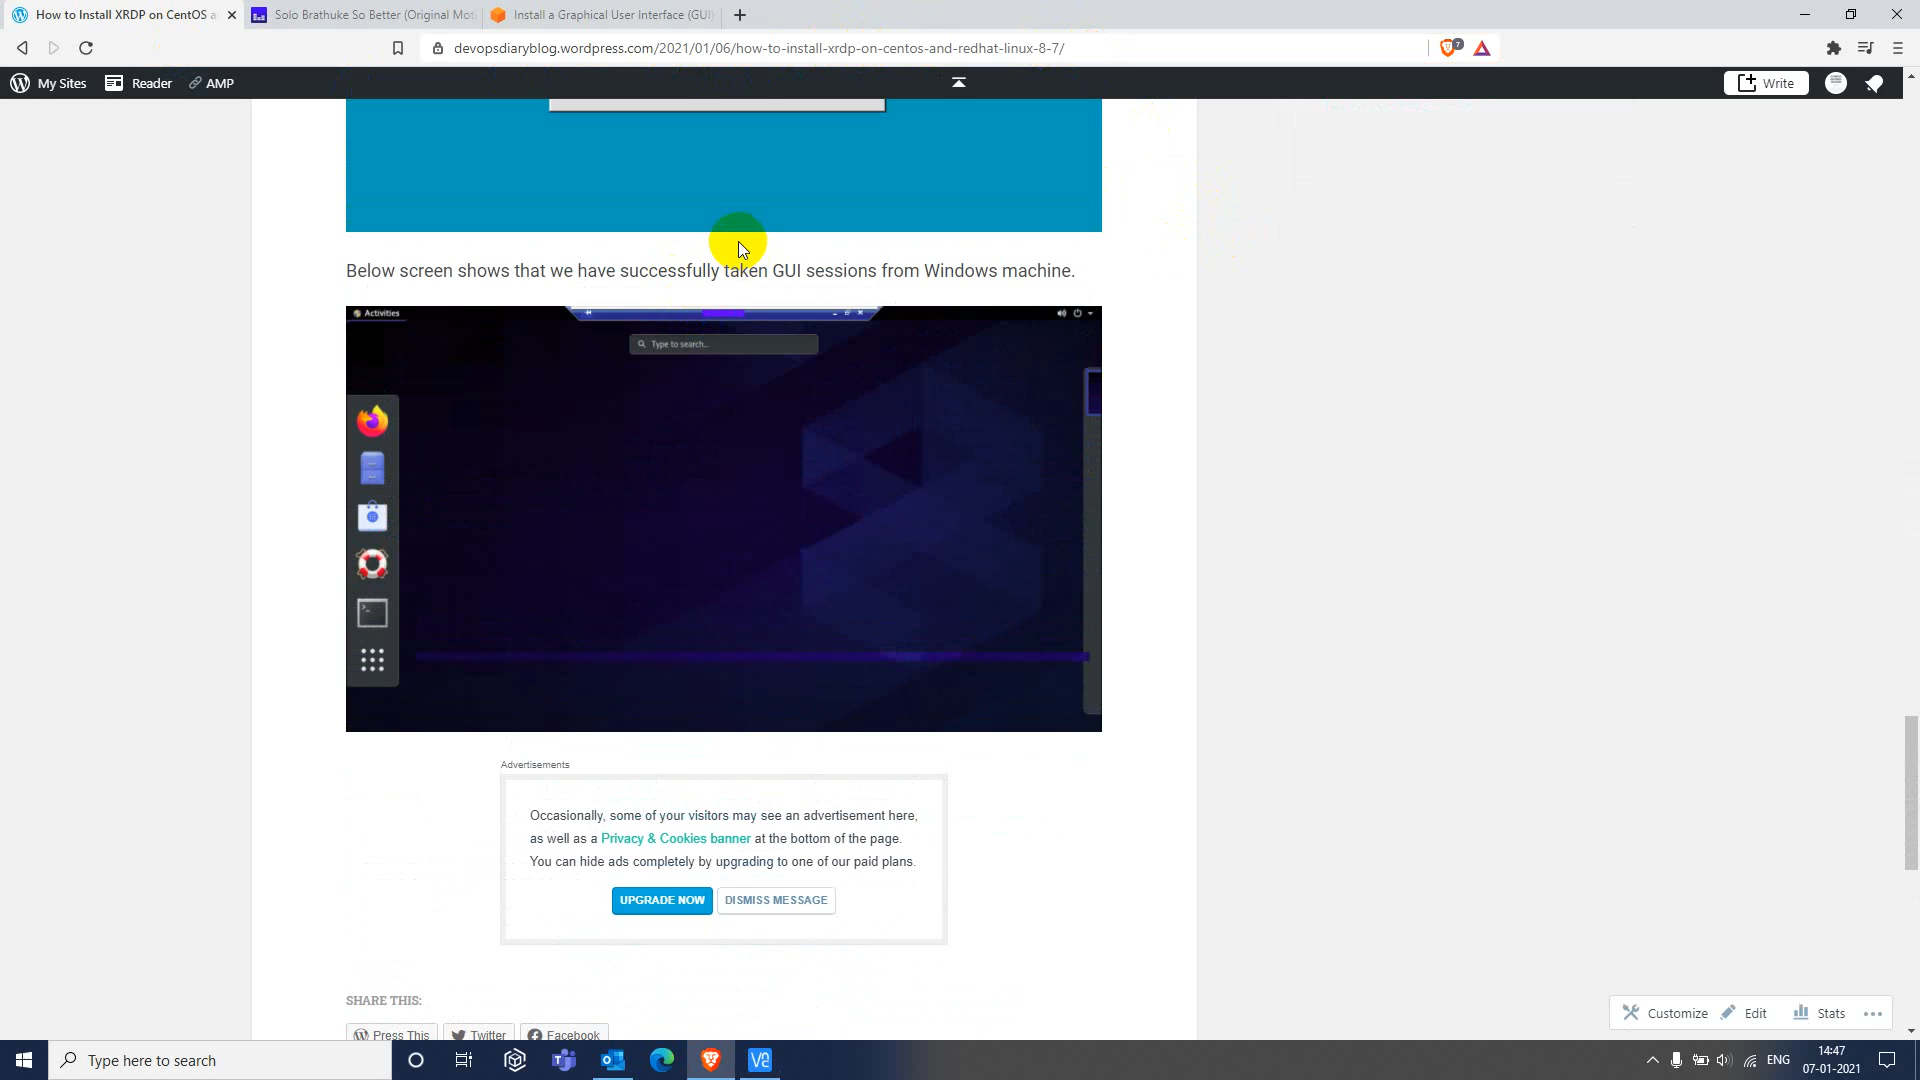 How to Install XRDP on CentOS a
Solo Brathuke So Better (Original Mot
Install a Graphical User Interface (GUI)
devopsdiaryblog.wordpress.com/2021/01/06/how-to-install-xrdp-on-centos-and-redhat-linux-8-7/
7
My Sites
Reader
AMP
Write
Below screen shows that we have successfully taken GUI sessions from Windows machine.
Activities
Type to search...
Advertisements
Occasionally, some of your visitors may see an advertisement here,
as well as a Privacy & Cookies banner at the bottom of the page.
You can hide ads completely by upgrading to one of our paid plans.
UPGRADE NOW
DISMISS MESSAGE
SHARE THIS:
Press This
Twitter
Facebook
Customize
Edit
Stats
Type here to search
ENG
14:47
07-01-2021